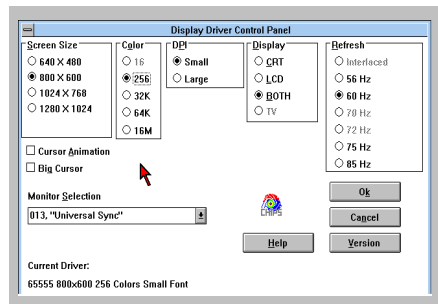 Display Driver Control Panel
Screen Size
640 X 480
800 X 600
1024 X 768
1280 X 1024
Color
16
256
32K
64K
16M
DPI
Small
Large
Display
CRT
LCD
BOTH
TV
Refresh
Interlaced
56 Hz
60 Hz
70 Hz
72 Hz
75 Hz
85 Hz
Cursor Animation
Big Cursor
Monitor Selection
013, "Universal Sync"
CHIPS
Ok
Cancel
Help
Version
Current Driver:
65555 800x600 256 Colors Small Font